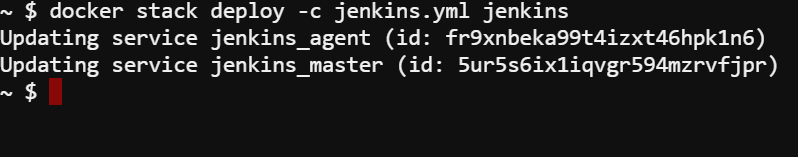 ~ $ docker stack deploy -c jenkins.yml jenkins
Updating service jenkins_agent (id: fr9xnbeka99t4izxt46hpk1n6)
Updating service jenkins_master (id: 5ur5s6ix1iqvgr594mzrvfjpr)
~ $